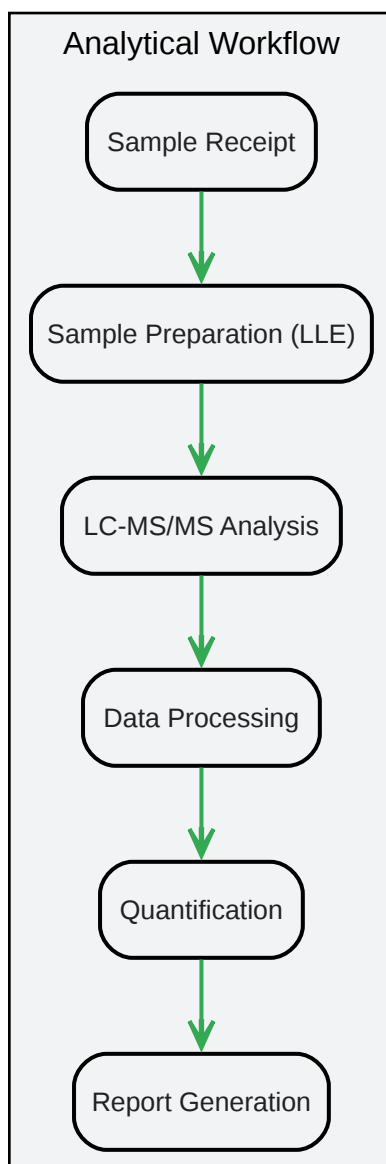 Analytical Workflow
Sample Receipt
Sample Preparation (LLE)
LC-MS/MS Analysis
Data Processing
Quantification
Report Generation